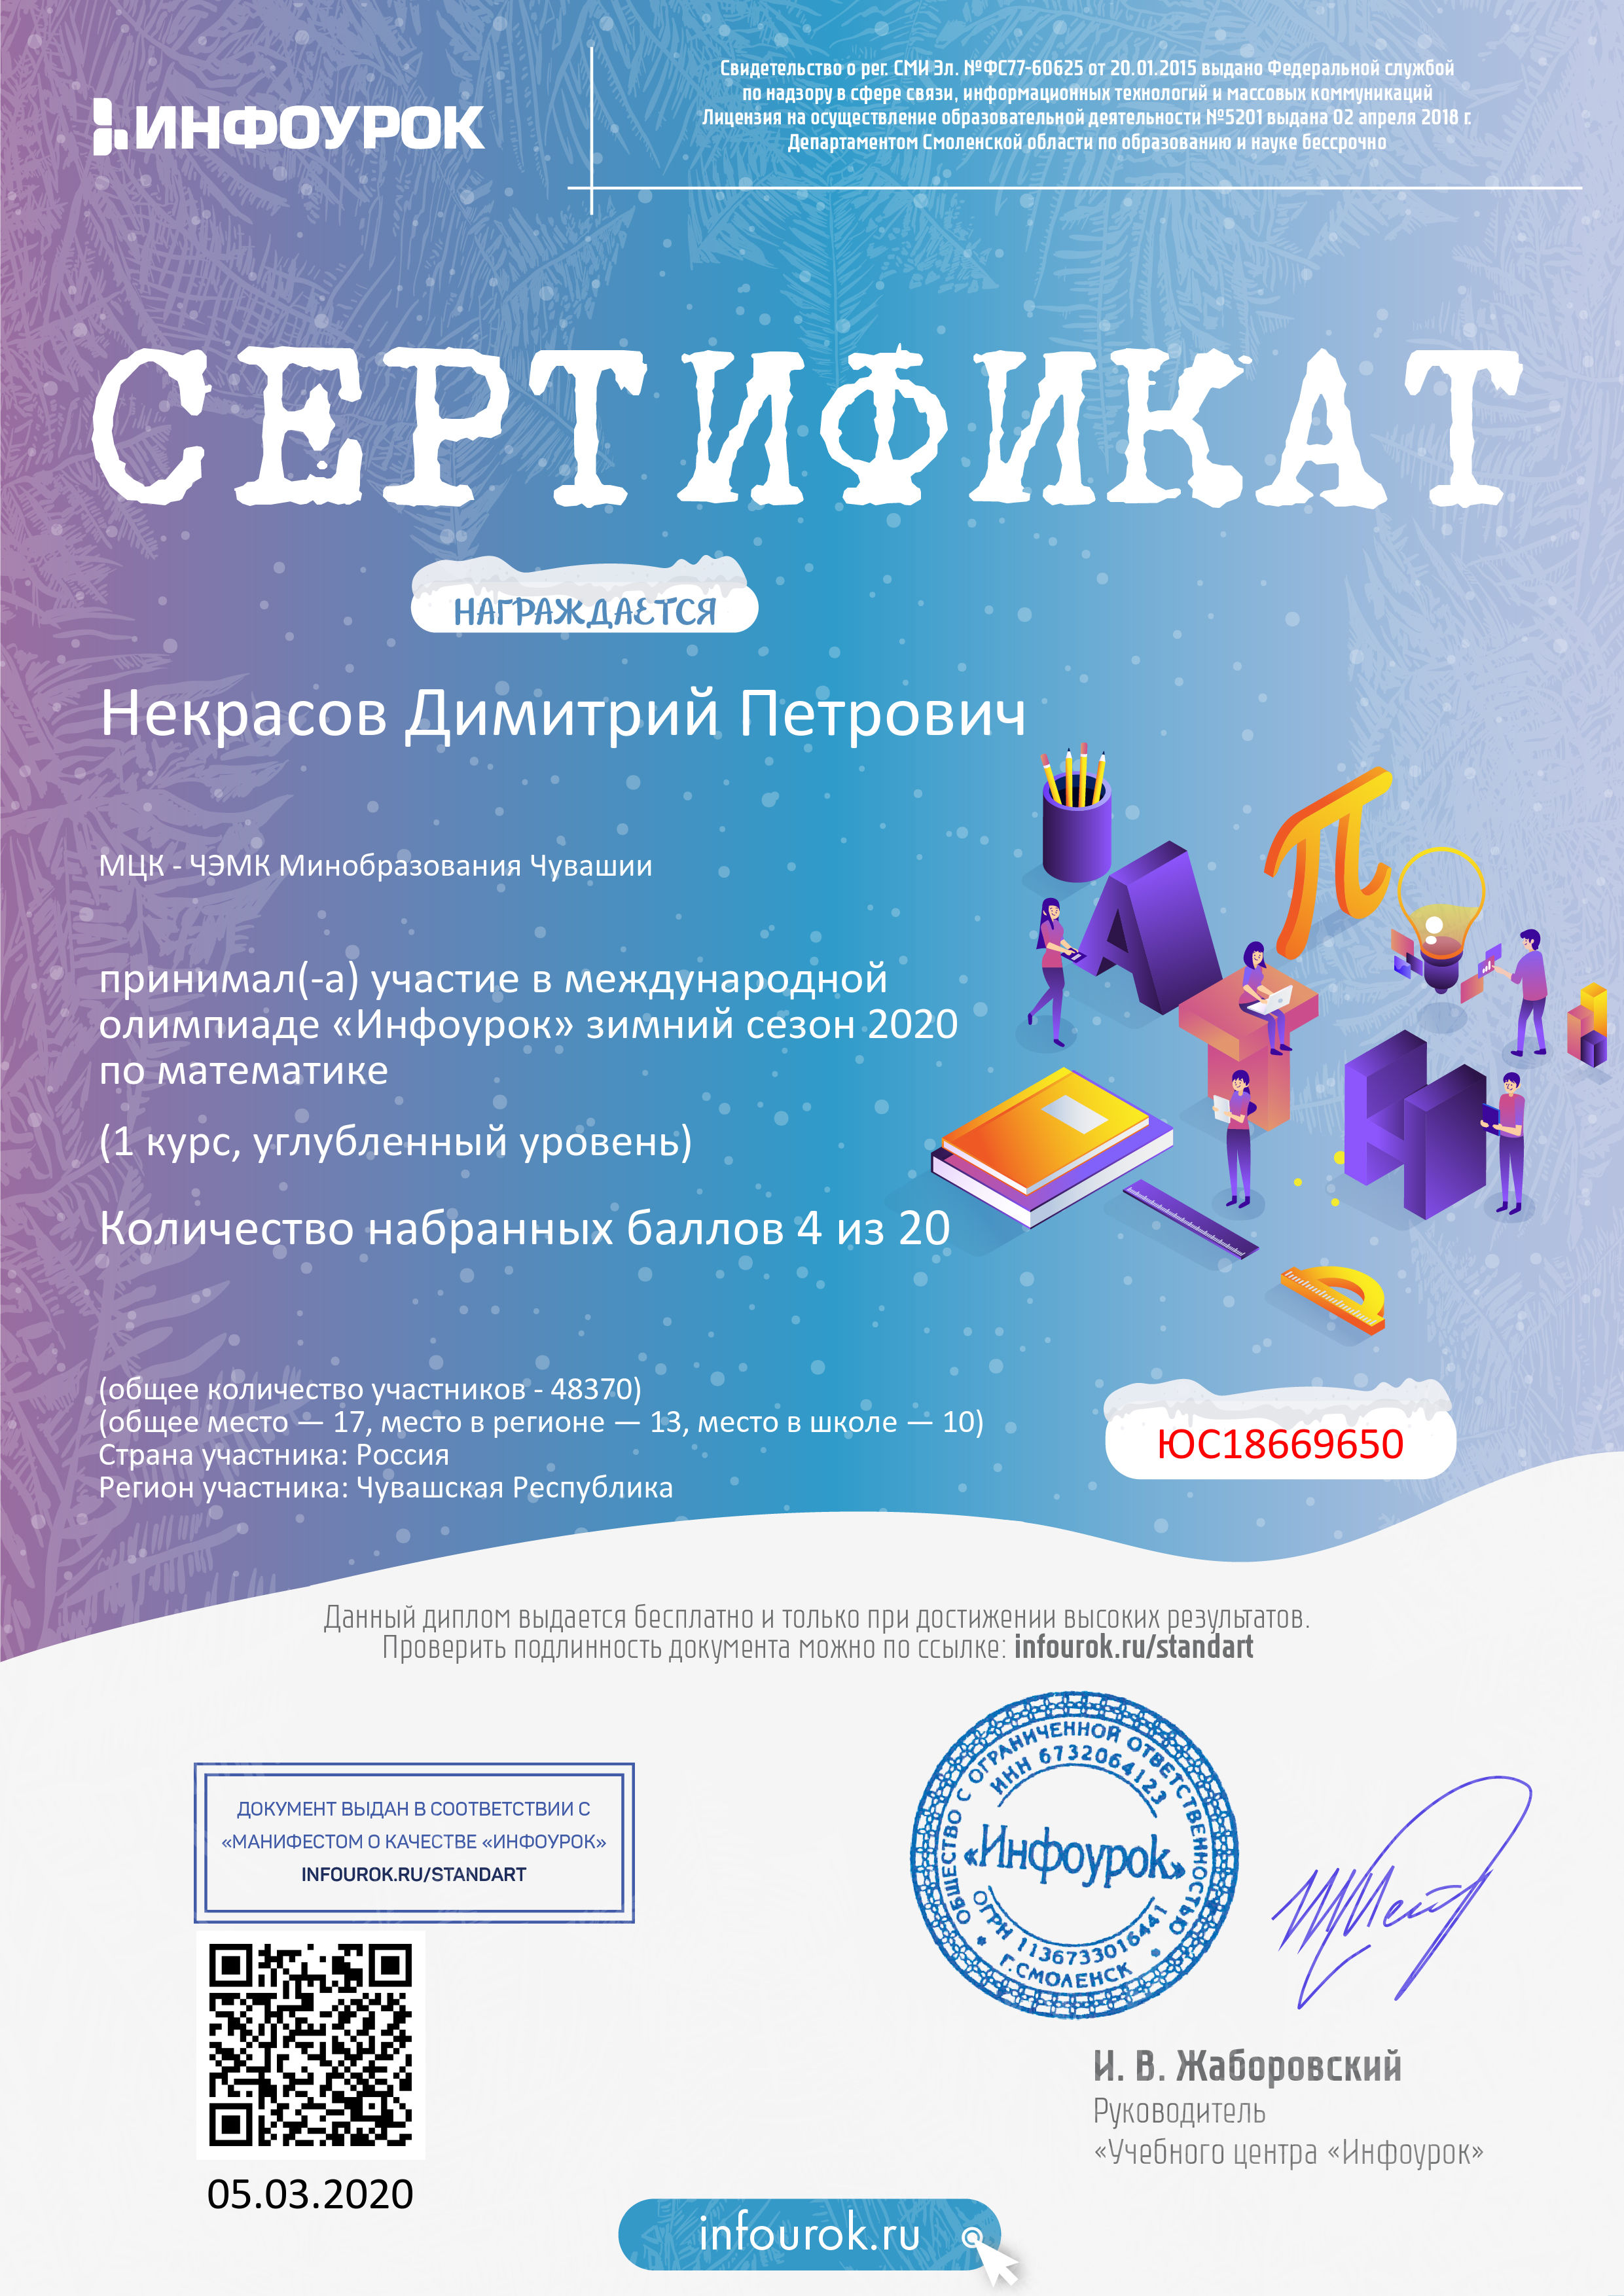 ИНФОУРОК
Свидетельство о рег. СМИ Эл. №ФС77-60625 от 20.01.2015 выдано Федеральной службой
по надзору в сфере связи, информационных технологий и массовых коммуникаций
Лицензия на осуществление образовательной деятельности №5201 выдана 02 апреля 2018 г.
Департаментом Смоленской области по образованию и науке бессрочно
СЕРТИФИКАТ
НАГРАЖДАЕТСЯ
Некрасов Димитрий Петрович
МЦК - ЧЭМК Минобразования Чувашии
принимал(-а) участие в международной
олимпиаде «Инфоурок» зимний сезон 2020
по математике
(1 курс, углубленный уровень)
Количество набранных баллов 4 из 20
(общее количество участников - 48370)
(общее место — 17, место в регионе — 13, место в школе — 10)
Страна участника: Россия
Регион участника: Чувашская Республика
ЮС18669650
Данный диплом выдается бесплатно и только при достижении высоких результатов.
Проверить подлинность документа можно по ссылке: infourok.ru/standart
ДОКУМЕНТ ВЫДАН В СООТВЕТСТВИИ С
«МАНИФЕСТОМ О КАЧЕСТВЕ «ИНФОУРОК»
INFOUROK.RU/STANDART
ОБЩЕСТВО С ОГРАНИЧЕННОЙ ОТВЕТСТВЕННОСТЬЮ
ИНН 6732064123
«Инфоурок»
ОГРН 1136733016441
Г.СМОЛЕНСК
И. В. Жаборовский
Руководитель
«Учебного центра «Инфоурок»
05.03.2020
infourok.ru